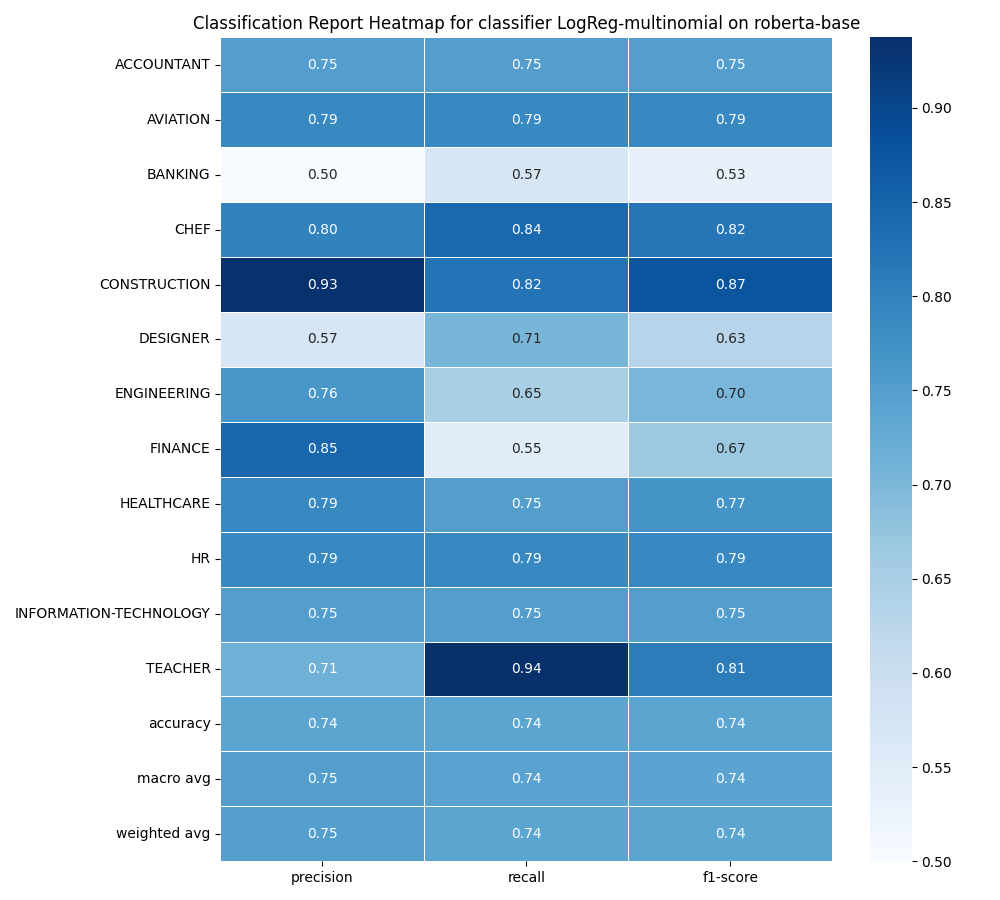 Classification Report Heatmap for classifier LogReg-multinomial on roberta-base
ACCOUNTANT 0.75 0.75 0.75
AVIATION 0.79 0.79 0.79
BANKING 0.50 0.57 0.53
CHEF 0.80 0.84 0.82
CONSTRUCTION 0.93 0.82 0.87
DESIGNER 0.57 0.71 0.63
ENGINEERING 0.76 0.65 0.70
FINANCE 0.85 0.55 0.67
HEALTHCARE 0.79 0.75 0.77
HR 0.79 0.79 0.79
INFORMATION-TECHNOLOGY 0.75 0.75 0.75
TEACHER 0.71 0.94 0.81
accuracy 0.74 0.74 0.74
macro avg 0.75 0.74 0.74
weighted avg 0.75 0.74 0.74
precision recall f1-score
0.90
0.85
0.80
0.75
0.70
0.65
0.60
0.55
0.50